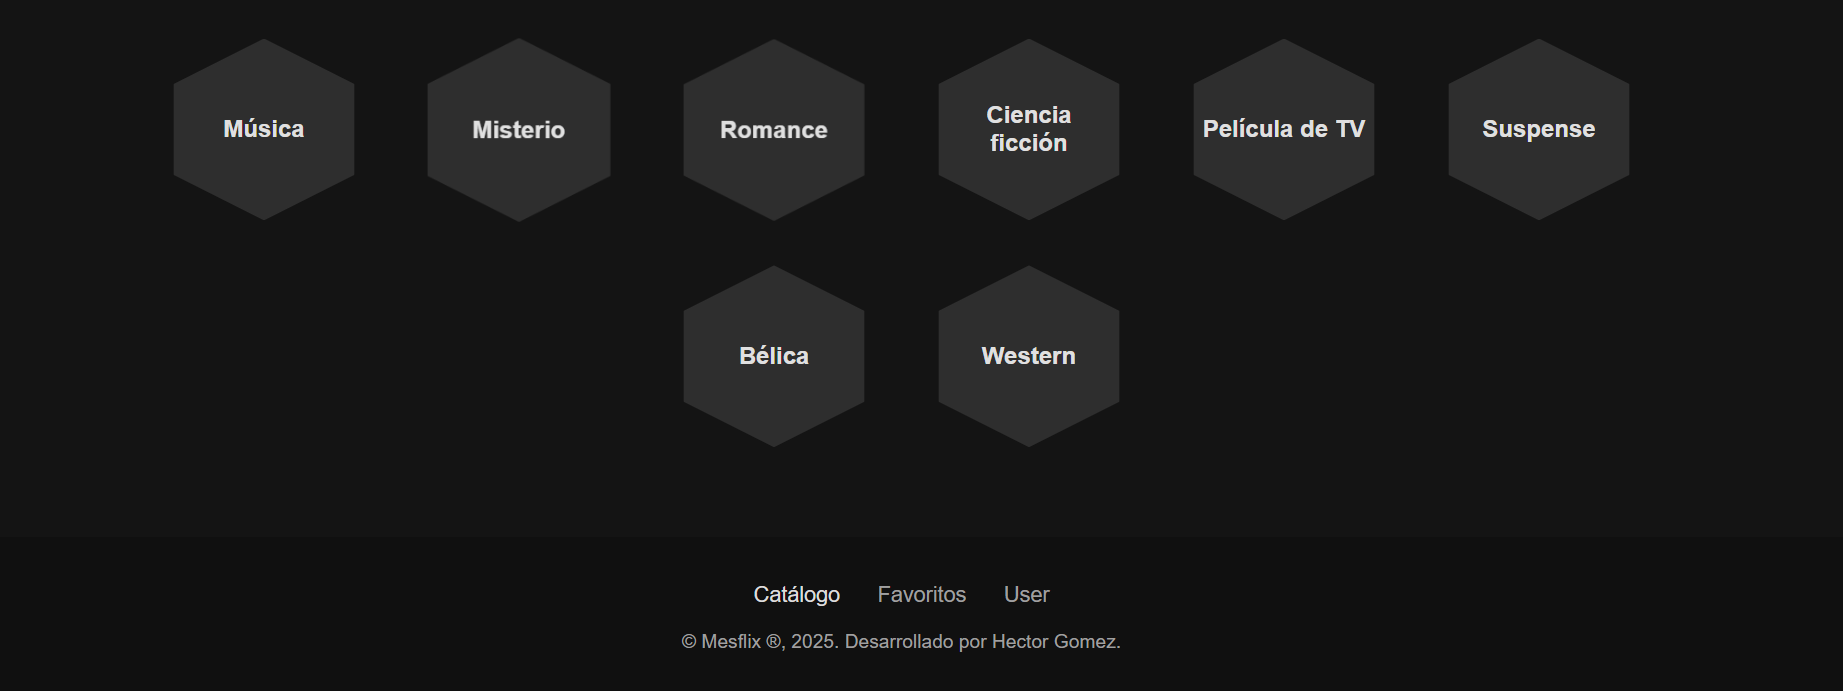 Música
Misterio
Romance
Ciencia
ficción
Película de TV
Suspense
Bélica
Western
Catálogo
Favoritos
User
© Mesflix ®, 2025. Desarrollado por Hector Gomez.